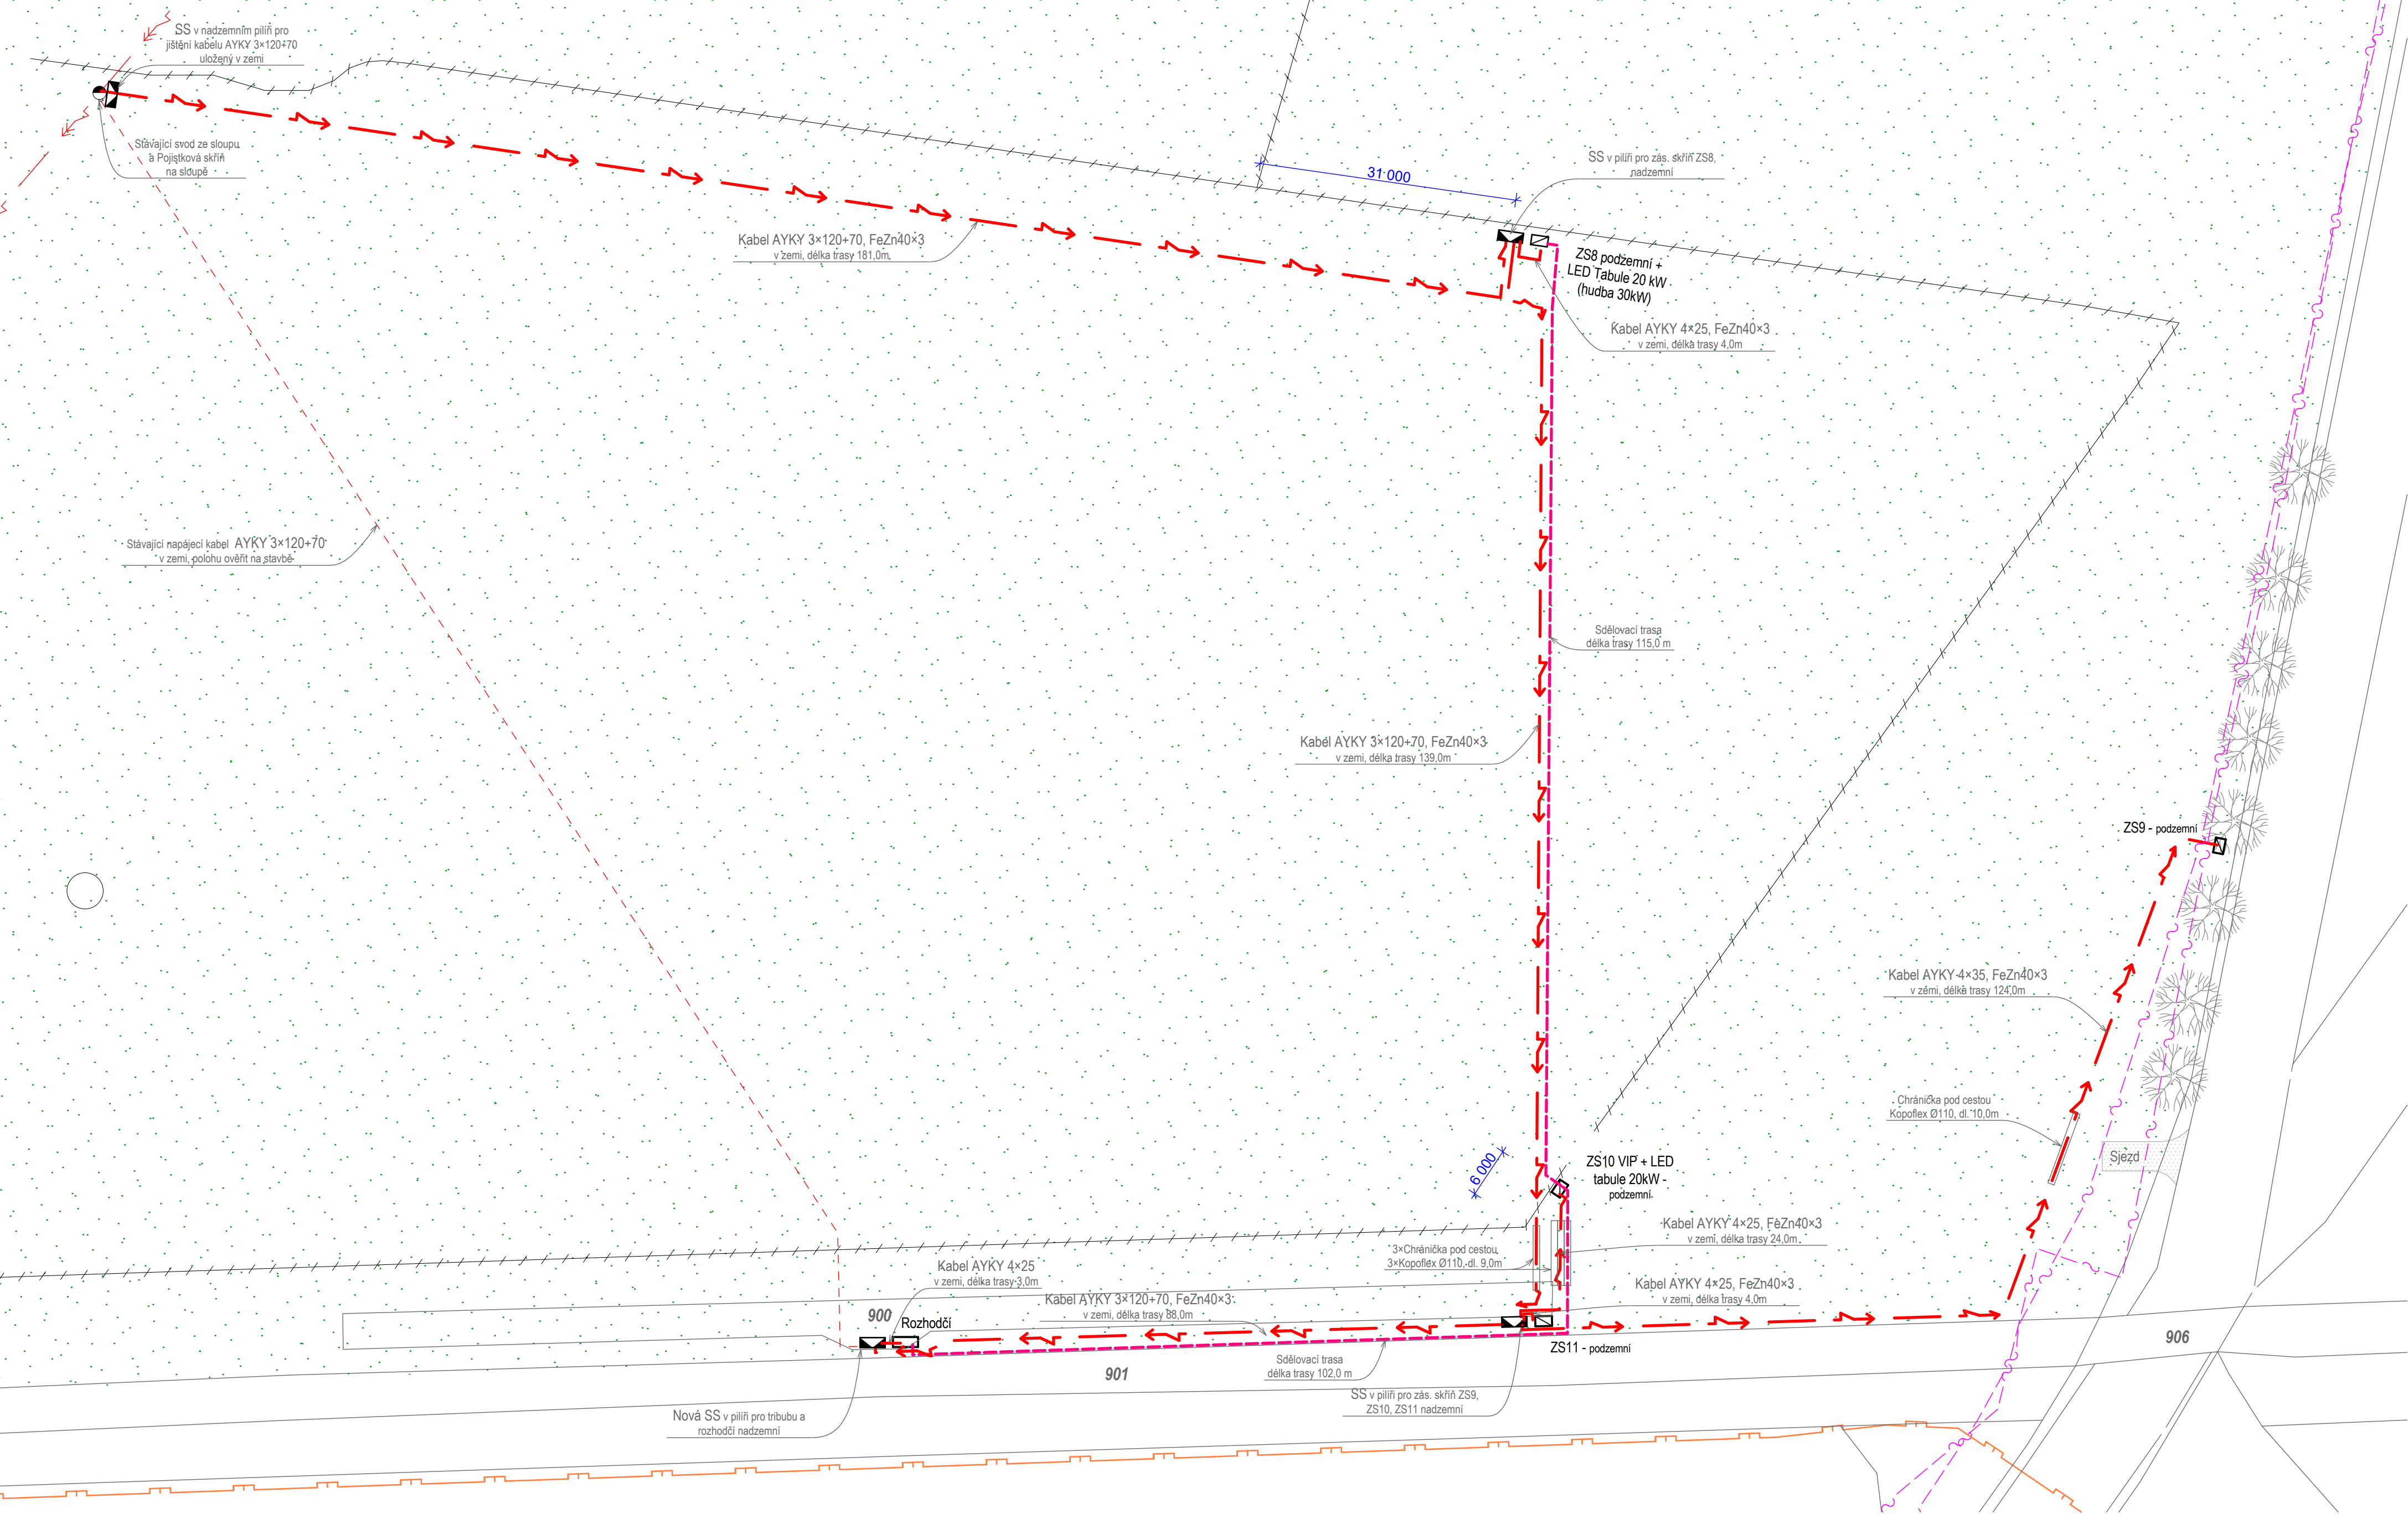 SS v nadzemním pilíři pro
jištění kabelu AYKY 3×120+70
uložený v zemi
Stávající svod ze sloupu
a Pojistková skříň
na sloupě
31 000
SS v pilíři pro zás. skříň ZS8,
nadzemní
Kabel AYKY 3×120+70, FeZn40×3
v zemi, délka trasy 181,0m
ZS8 podzemní +
LED Tabule 20 kW
(hudba 30kW)
Kabel AYKY 4×25, FeZn40×3
v zemi, délka trasy 4,0m
Stávající napájecí kabel AYKY 3×120+70
v zemi, polohu ověřit na stavbě
Sdělovací trasa
délka trasy 115,0 m
Kabel AYKY 3×120+70, FeZn40×3
v zemi, délka trasy 139,0m
ZS9 - podzemní
Kabel AYKY 4×35, FeZn40×3
v zemi, délka trasy 124,0m
Chránička pod cestou
Kopoflex Ø110, dl. 10,0m
Sjezd
6 000
ZS10 VIP + LED
tabule 20kW -
podzemní
Kabel AYKY 4×25, FeZn40×3
v zemi, délka trasy 24,0m
3×Chránička pod cestou,
3×Kopoflex Ø110, dl. 9,0m
Kabel AYKY 4×25
v zemi, délka trasy 3,0m
Kabel AYKY 4×25, FeZn40×3
v zemi, délka trasy 4,0m
Kabel AYKY 3×120+70, FeZn40×3
v zemi, délka trasy 88,0m
900
Rozhodčí
906
ZS11 - podzemní
Sdělovací trasa
délka trasy 102,0 m
901
SS v pilíři pro zás. skříň ZS9,
ZS10, ZS11 nadzemní
Nová SS v pilíři pro tribubu a
rozhodčí nadzemní